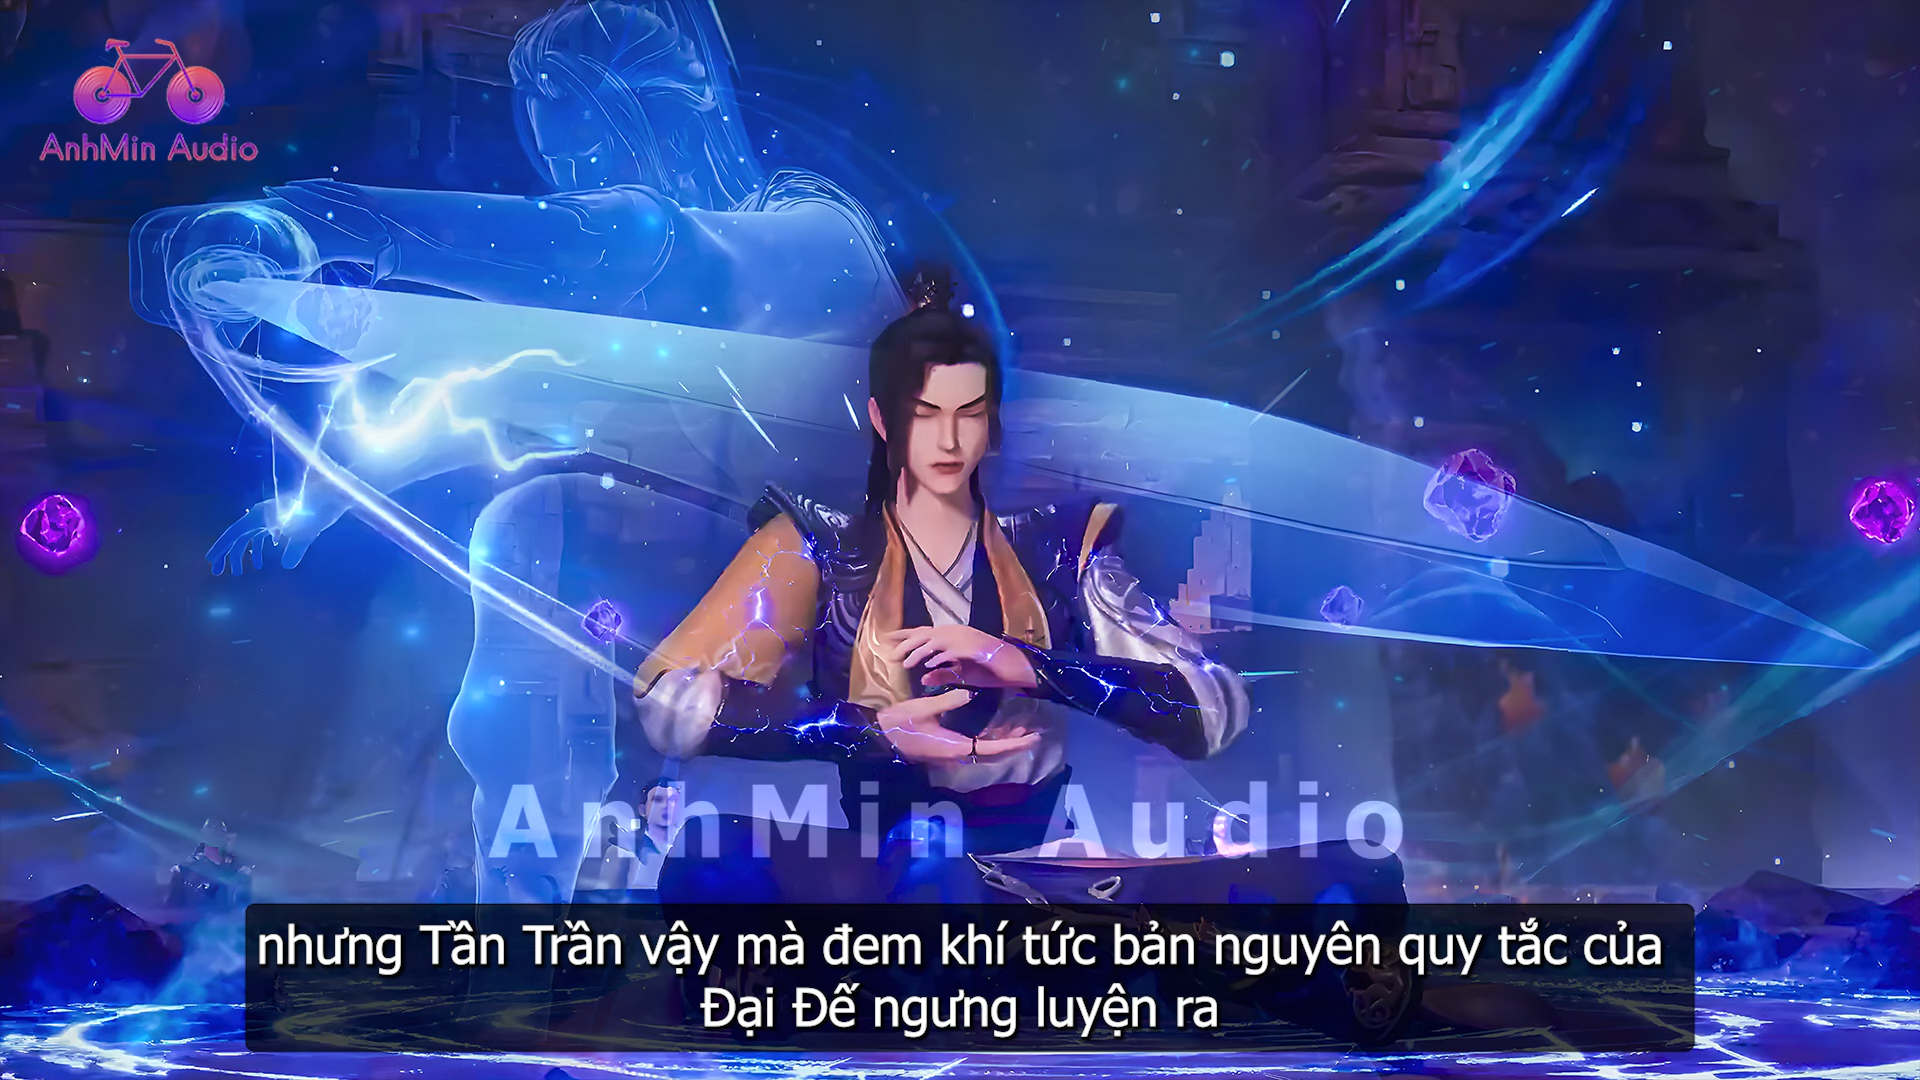 AnhMin Audio
AnhMin Audio
nhưng Tần Trần vậy mà đem khí tức bản nguyên quy tắc của
Đại Đế ngưng luyện ra